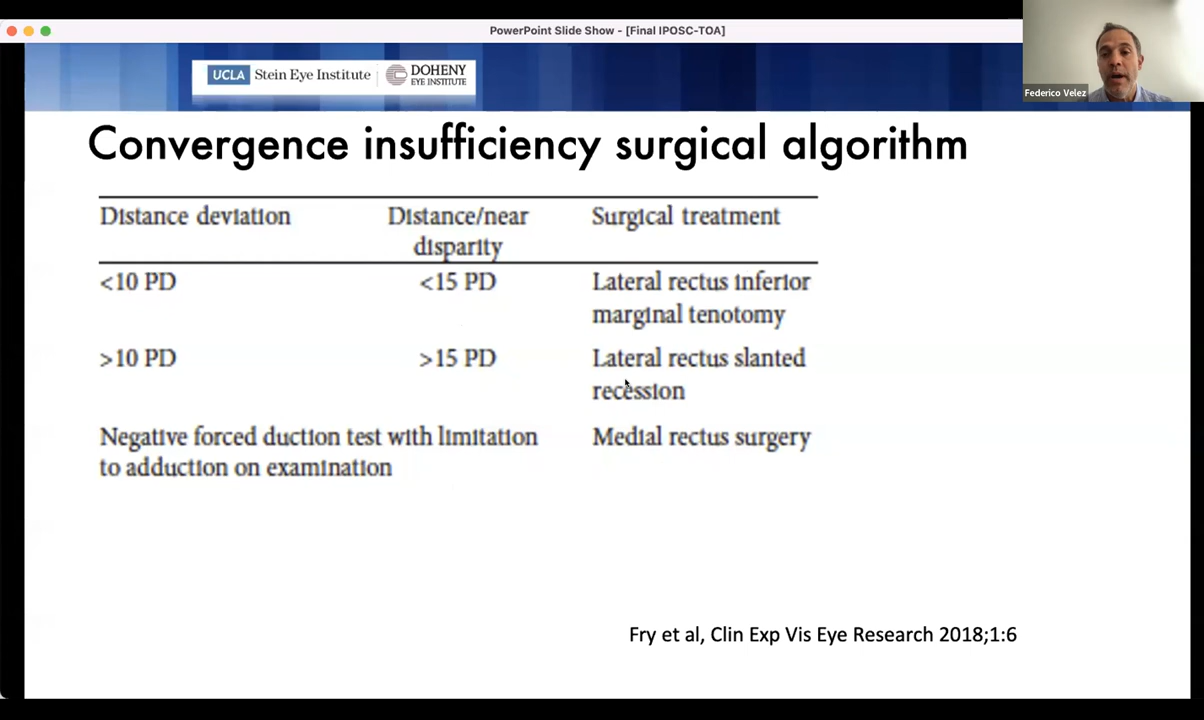 PowerPoint Slide Show - [Final IPOSC-TOA]
UCLA Stein Eye Institute DOHENY
EYE INSTITUTE
Federico Velez
Convergence insufficiency surgical algorithm
Distance deviation Distance/near Surgical treatment
disparity
<10 PD <15 PD Lateral rectus inferior
marginal tenotomy
>10 PD >15 PD Lateral rectus slanted
recession
Negative forced duction test with limitation Medial rectus surgery
to adduction on examination
Fry et al, Clin Exp Vis Eye Research 2018;1:6